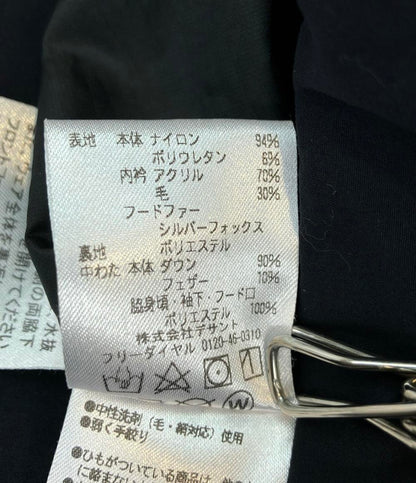 表地 本体 ナイロン 94%
ポリウレタン 6%
内衿 アクリル 70%
毛 30%
フードファー
シルバーフォックス
裏地 ポリエステル
中わた 本体 ダウン 90%
フェザー 10%
脇身頃・袖下・フード口
ポリエステル 100%
株式会社デサント
フリーダイヤル 0120-46-0310
W
●中性洗剤(毛・絹対応)使用
●弱く手絞り
●ひもがついている商品は、